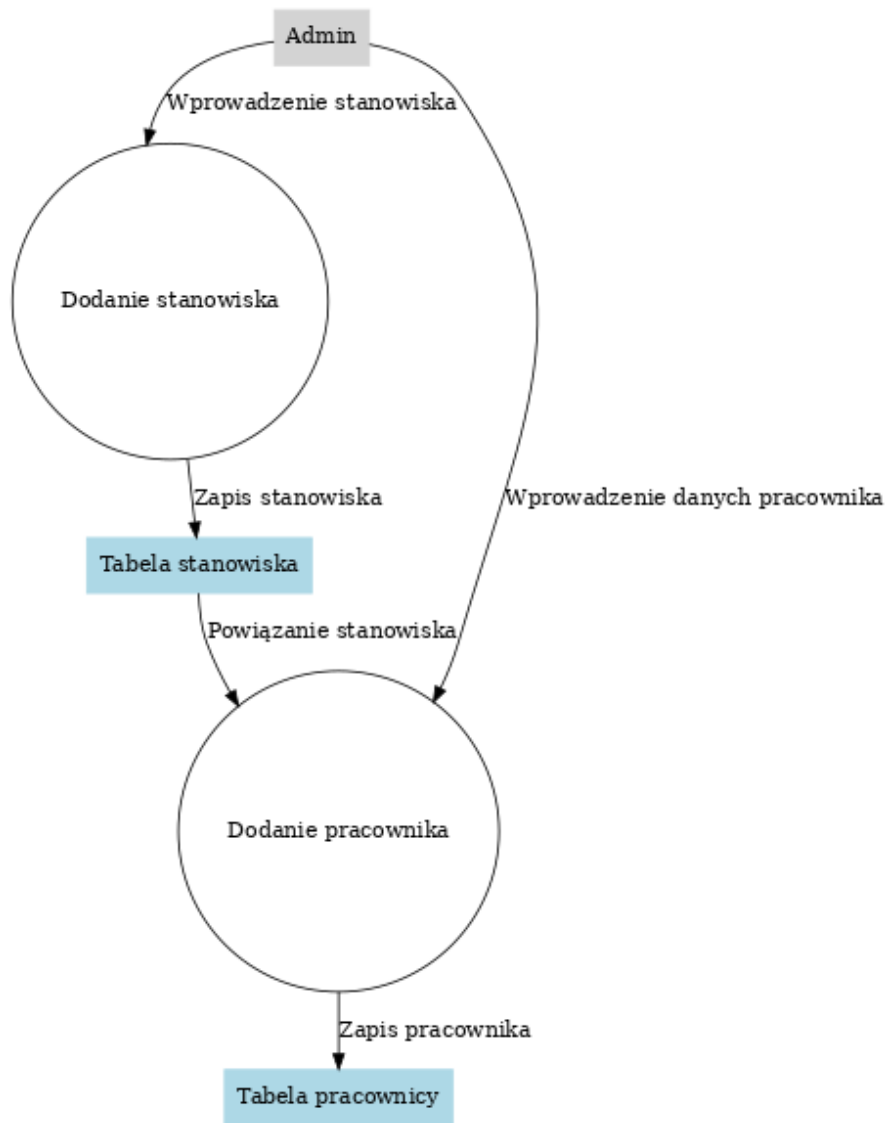 Admin
Wprowadzenie stanowiska
Dodanie stanowiska
Zapis stanowiska
Wprowadzenie danych pracownika
Tabela stanowiska
Powiązanie stanowiska
Dodanie pracownika
Zapis pracownika
Tabela pracownicy